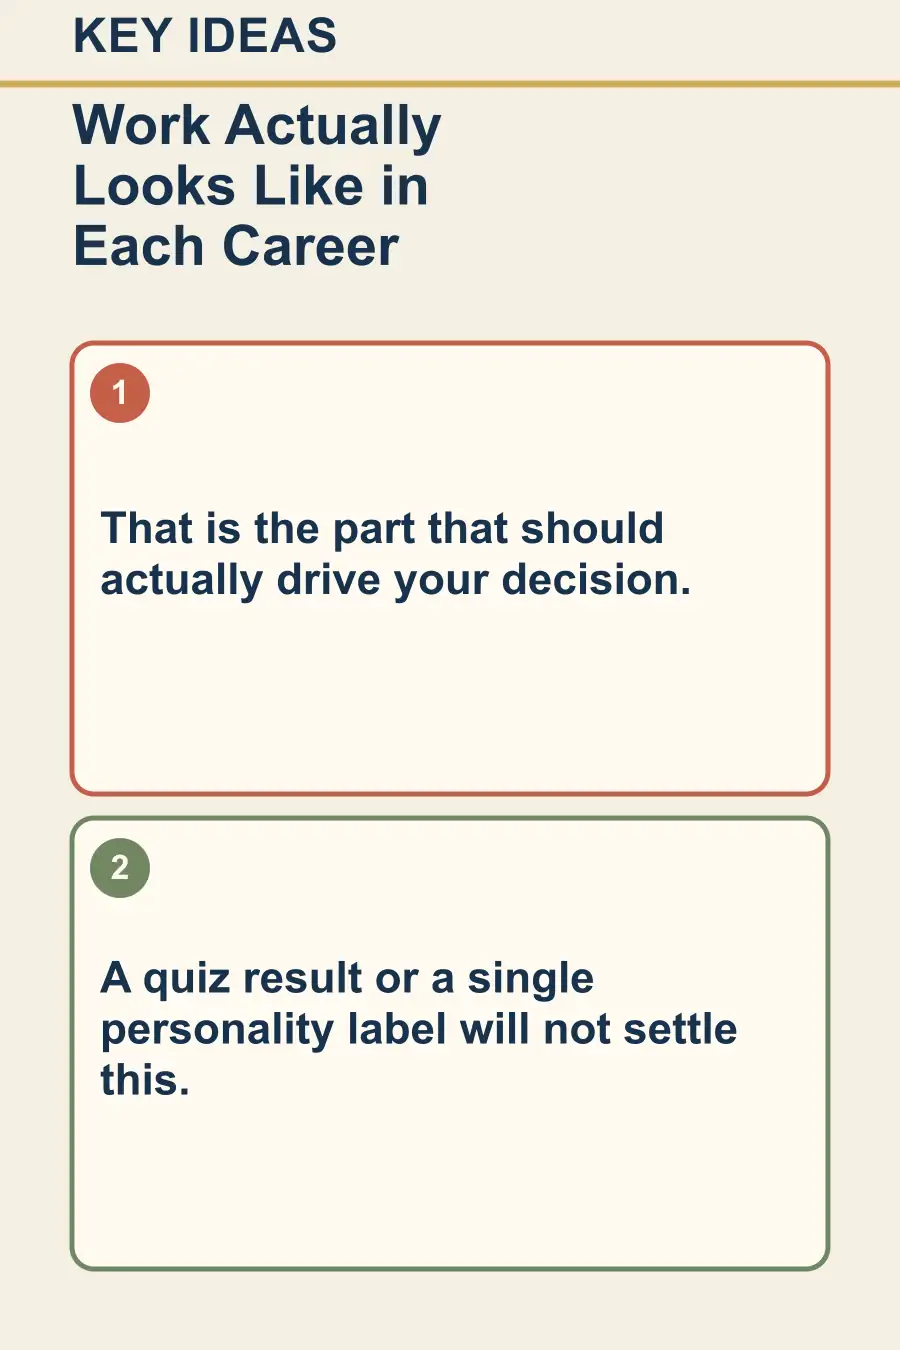 KEY IDEAS
Work Actually
Looks Like in
Each Career
1
That is the part that should
actually drive your decision.
2
A quiz result or a single
personality label will not settle
this.